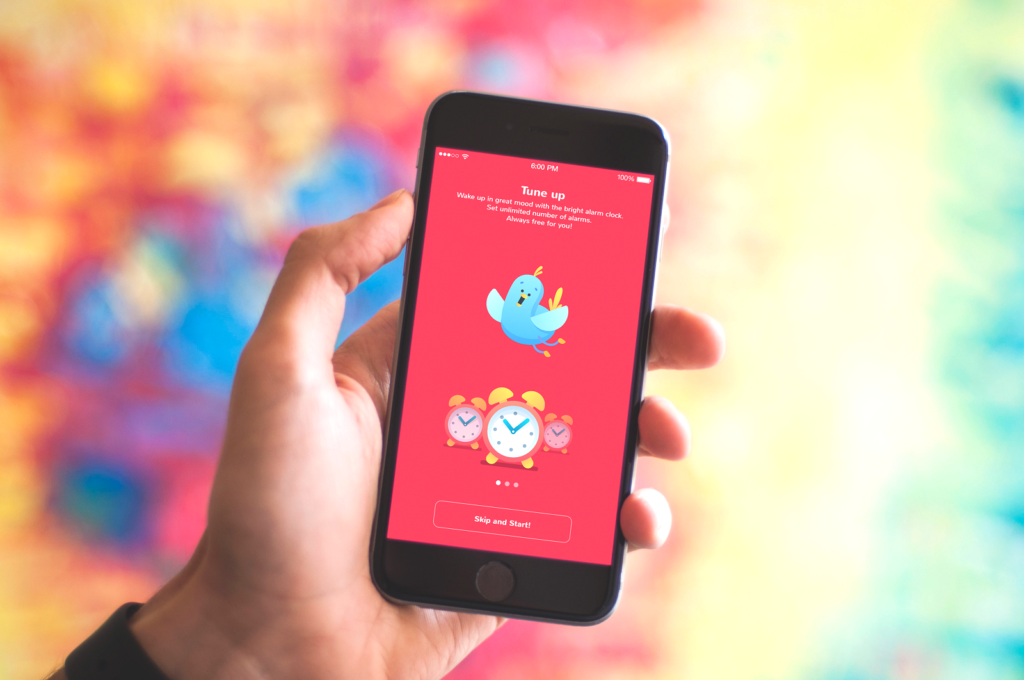 6:00 PM
100%
Tune up
Wake up in great mood with the bright alarm clock.
Set unlimited number of alarms.
Always free for you!
Skip and Start!